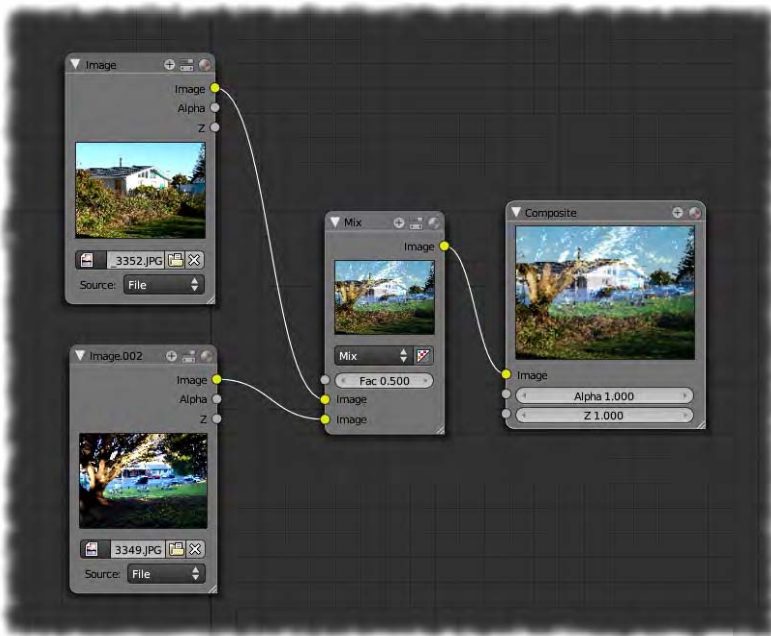 Image
Image
Alpha
Z
_3352.JPG
Source: File
Image.002
Image
Alpha
Z
3349.JPG
Source: File
Mix
Image
Mix
Fac 0.500
Image
Image
Composite
Image
Alpha 1.000
Z 1.000